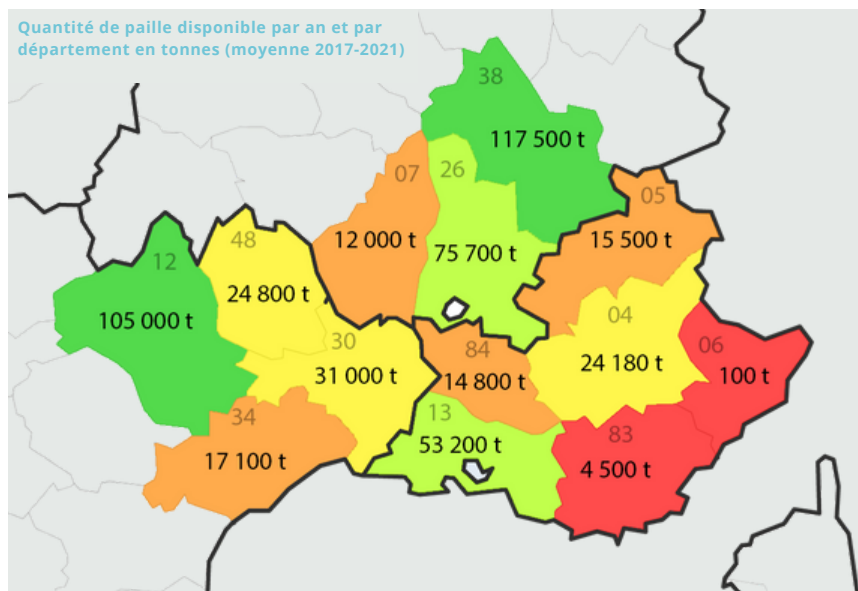 Quantité de paille disponible par an et par
département en tonnes (moyenne 2017-2021)
38
117 500 t
07
26
05
12 000 t
75 700 t
15 500 t
48
12
24 800 t
105 000 t
04
30
24 180 t
31 000 t
84
14 800 t
06
100 t
34
13
17 100 t
53 200 t
83
4 500 t